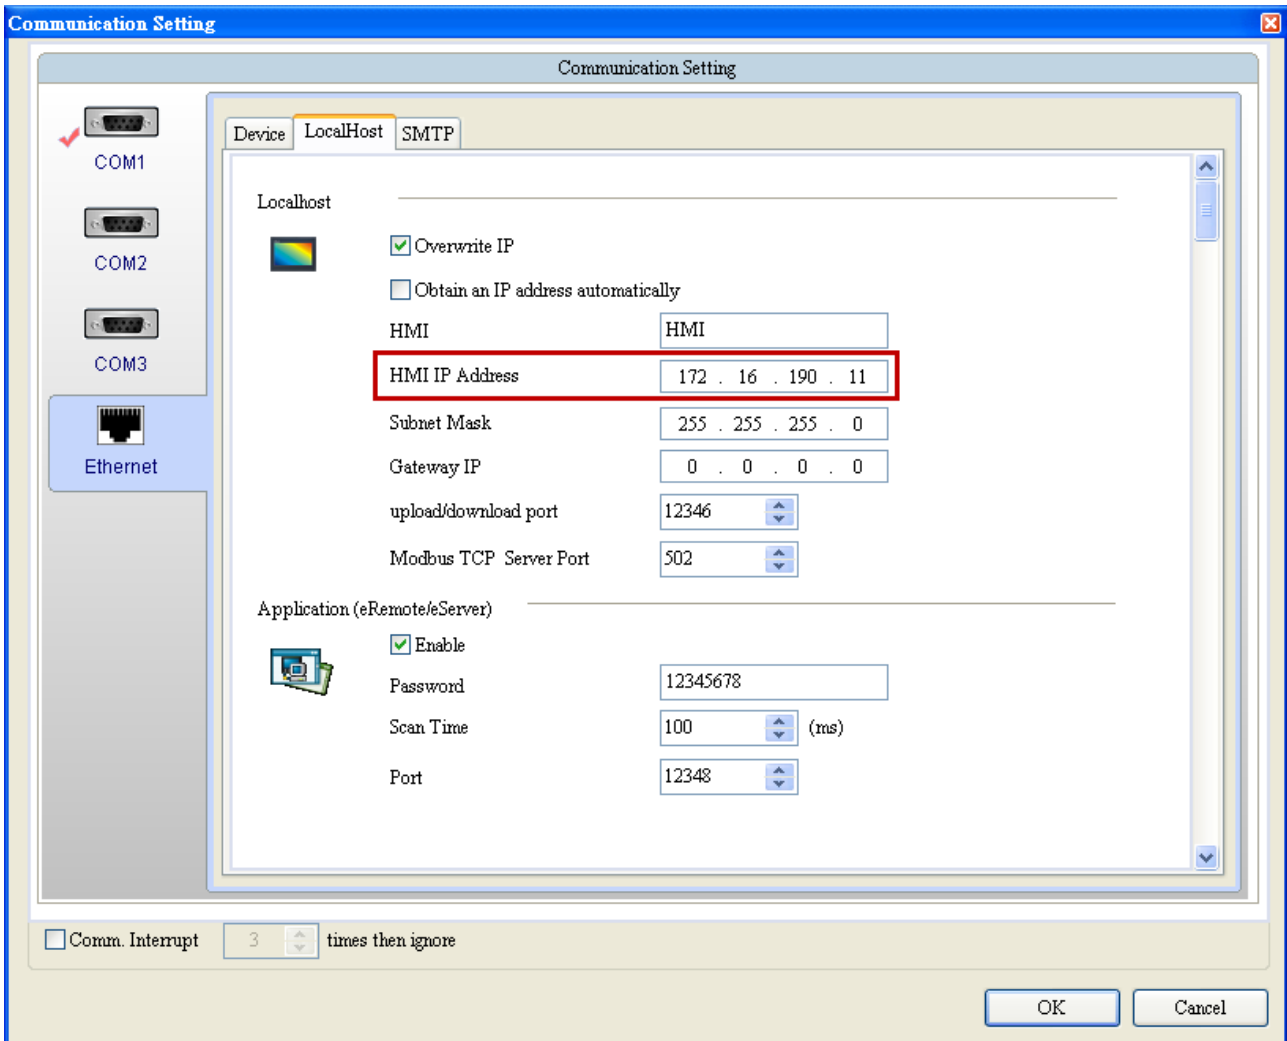 Communication Setting
Communication Setting
COM1
COM2
COM3
Ethernet
Device LocalHost SMTP
Localhost
Overwrite IP
Obtain an IP address automatically
HMI HMI
HMI IP Address 172 . 16 . 190 . 11
Subnet Mask 255 . 255 . 255 . 0
Gateway IP 0 . 0 . 0 . 0
upload/download port 12346
Modbus TCP Server Port 502
Application (eRemote/eServer)
Enable
Password 12345678
Scan Time 100 (ms)
Port 12348
Comm. Interrupt 3 times then ignore
OK Cancel